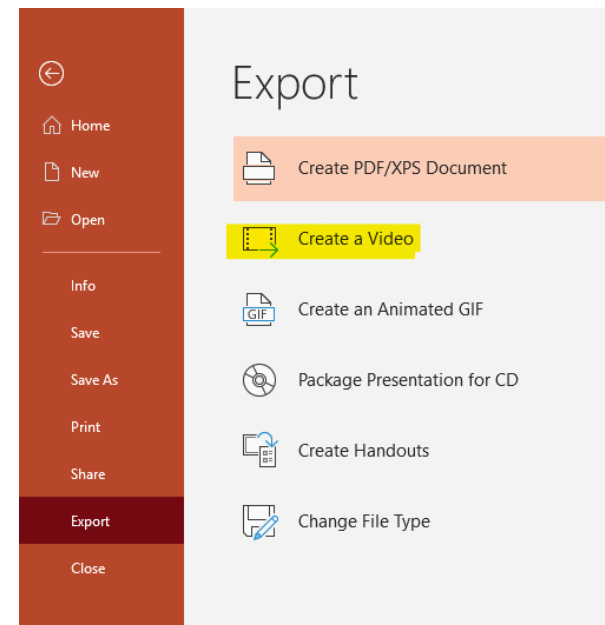 Export
Home
New
Open
Info
Save
Save As
Print
Share
Export
Close
Create PDF/XPS Document
Create a Video
GIF
Create an Animated GIF
Package Presentation for CD
Create Handouts
Change File Type